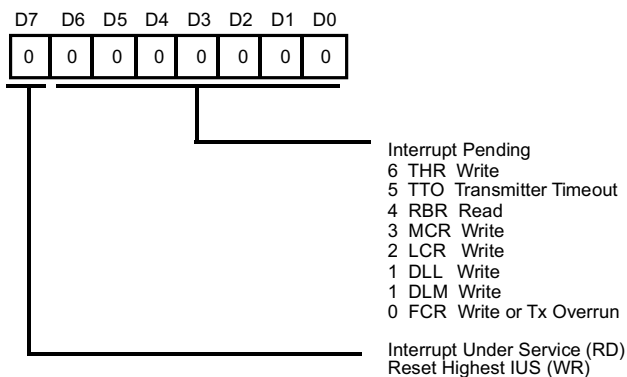 D7 D6 D5 D4 D3 D2 D1 D0
0 0 0 0 0 0 0 0
Interrupt Pending
6 THR Write
5 TTO Transmitter Timeout
4 RBR Read
3 MCR Write
2 LCR Write
1 DLL Write
1 DLM Write
0 FCR Write or Tx Overrun
Interrupt Under Service (RD)
Reset Highest IUS (WR)